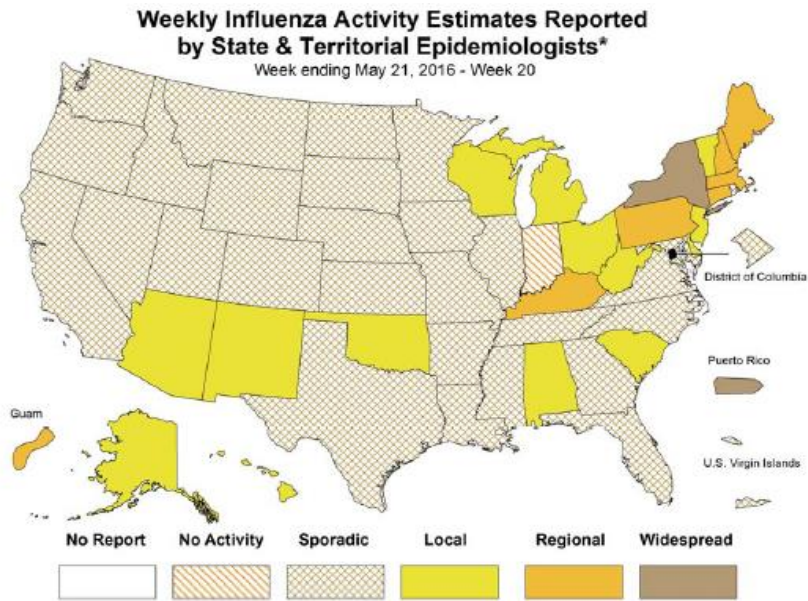 Weekly Influenza Activity Estimates Reported
by State & Territorial Epidemiologists*
Week ending May 21, 2016 - Week 20
District of Columbia
Puerto Rico
Guam
U.S. Virgin Islands
No Report No Activity Sporadic Local Regional Widespread